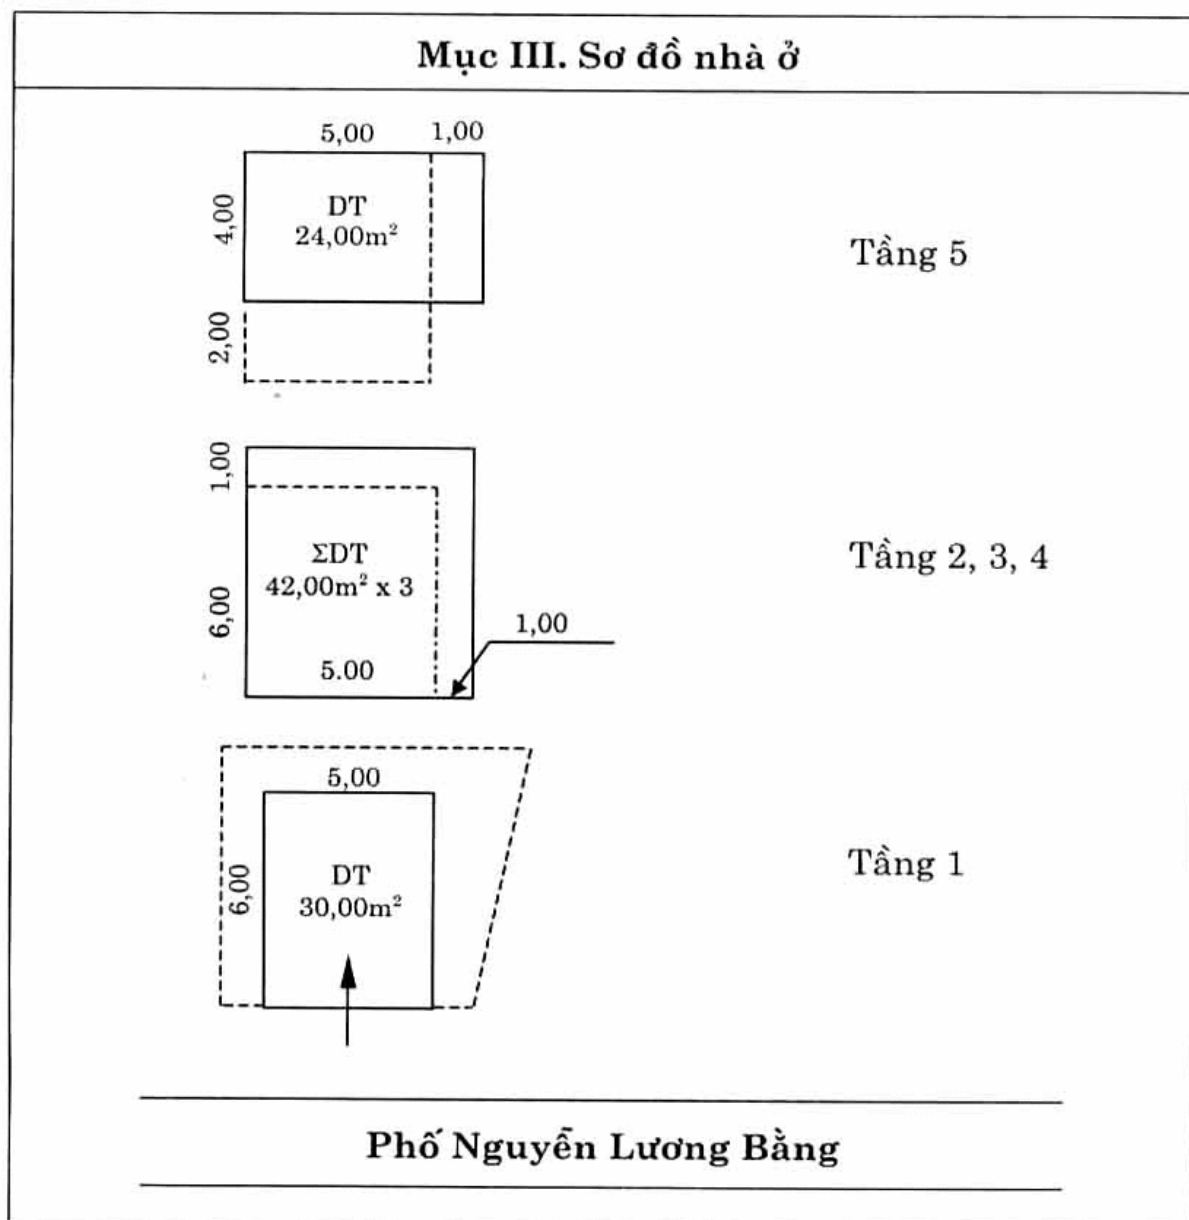 Mục III. Sơ đồ nhà ở
5,00 1,00
4,00
DT
24,00m²
Tầng 5
2,00
1,00
ΣDT
42,00m² x 3
Tầng 2, 3, 4
6,00
1,00
5.00
5,00
6,00
DT
30,00m²
Tầng 1
Phố Nguyễn Lương Bằng